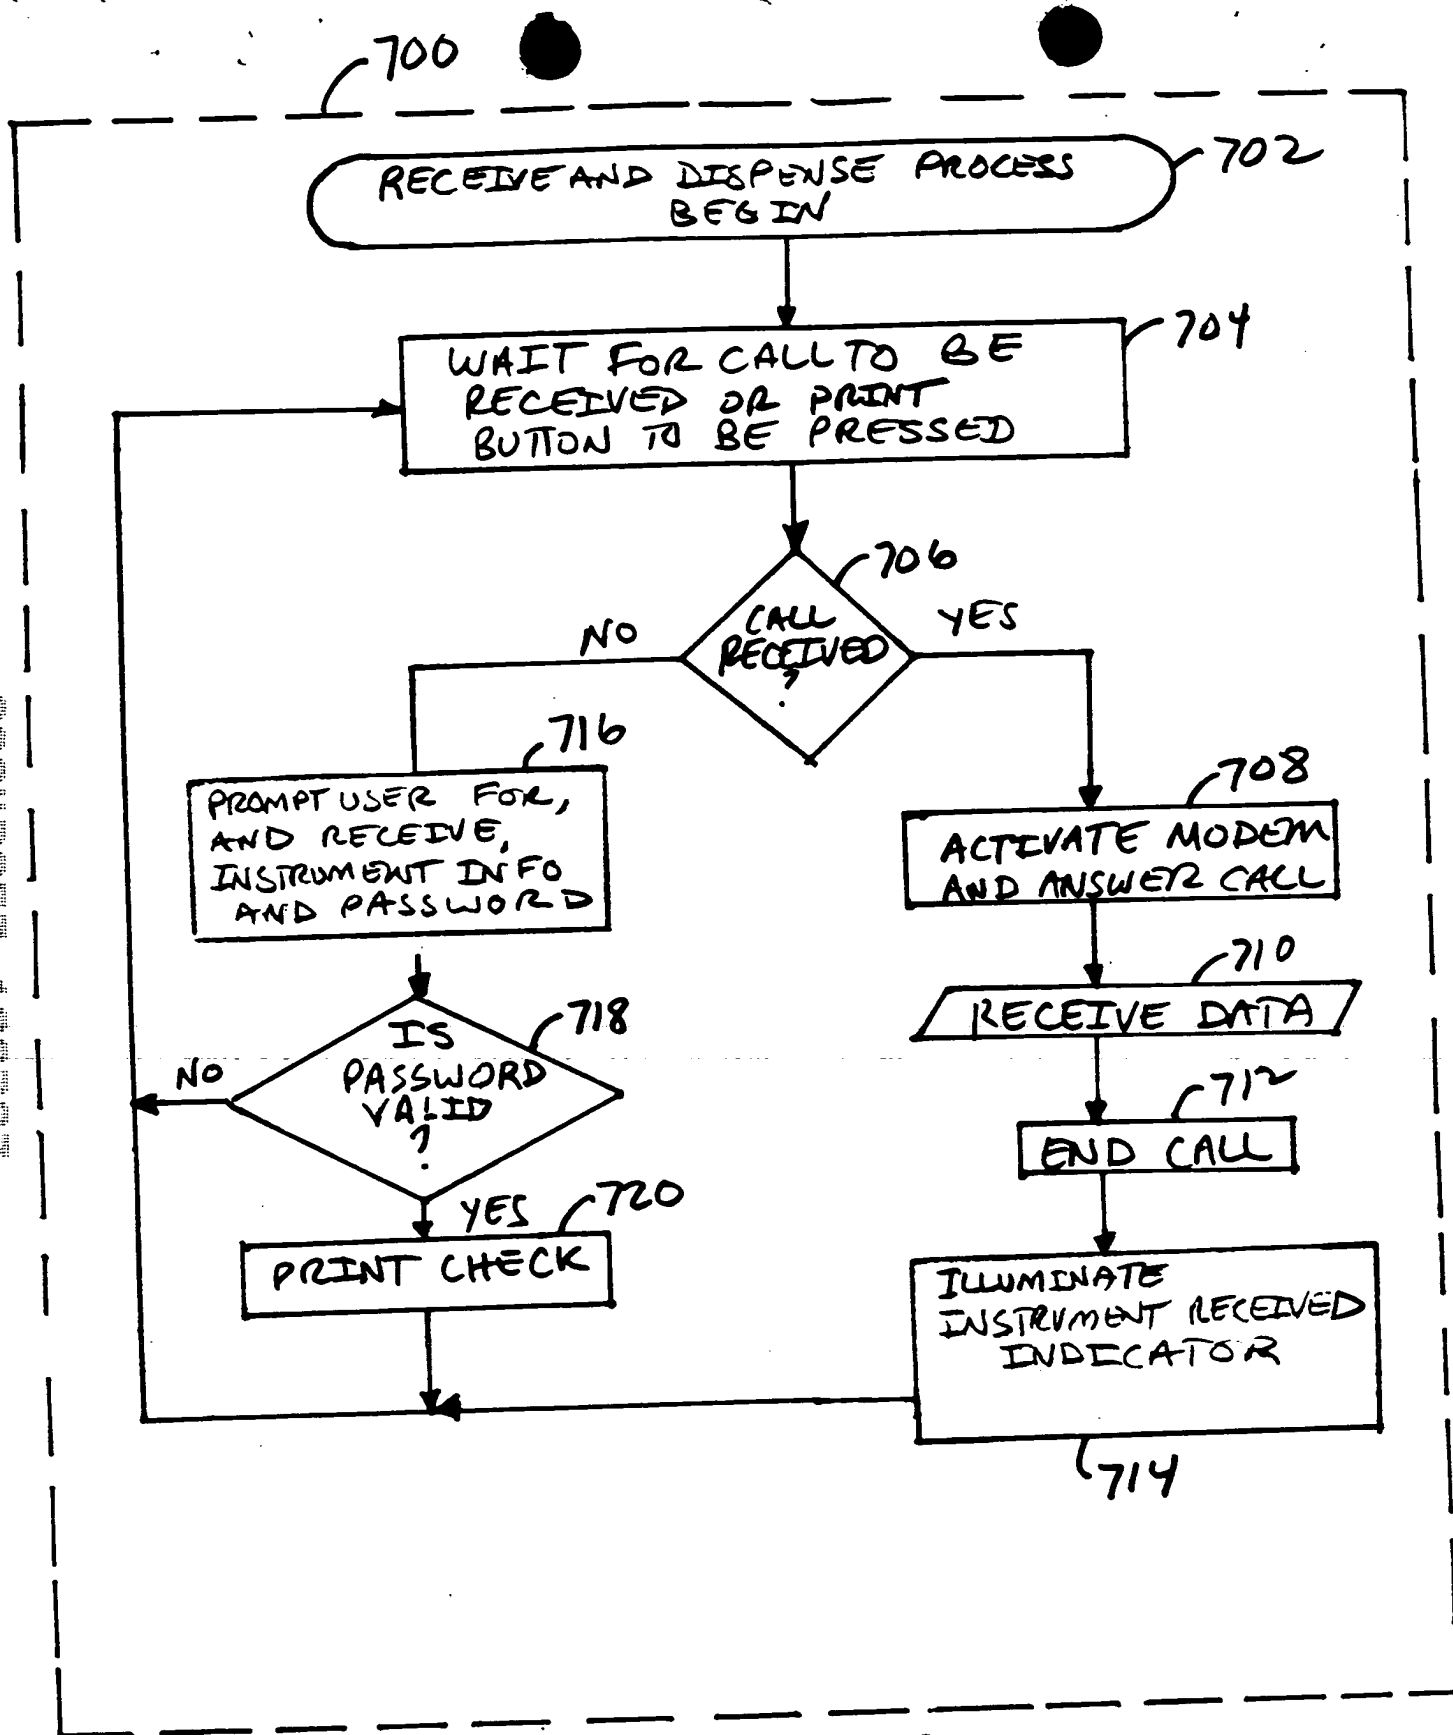 700
RECEIVE AND DISPENSE PROCESS
BEGIN
702
WAIT FOR CALL TO BE
RECEIVED OR PRINT
BUTTON TO BE PRESSED
704
706
CALL
RECEIVED
?
NO
YES
716
PROMPT USER FOR,
AND RECEIVE,
INSTRUMENT INFO
AND PASSWORD
708
ACTIVATE MODEM
AND ANSWER CALL
710
RECEIVE DATA
718
IS
PASSWORD
VALID
?
NO
712
END CALL
YES
720
PRINT CHECK
ILLUMINATE
INSTRUMENT RECEIVED
INDICATOR
714